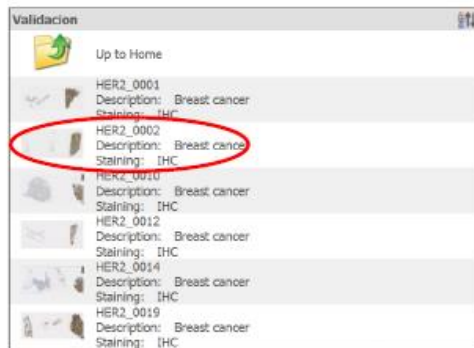 Validacion
Up to Home
HER2_0001
Description: Breast cancer
Staining: IHC
HER2_0002
Description: Breast cancer
Staining: IHC
HER2_0010
Description: Breast cancer
Staining: IHC
HER2_0012
Description: Breast cancer
Staining: IHC
HER2_0014
Description: Breast cancer
Staining: IHC
HER2_0019
Description: Breast cancer
Staining: IHC